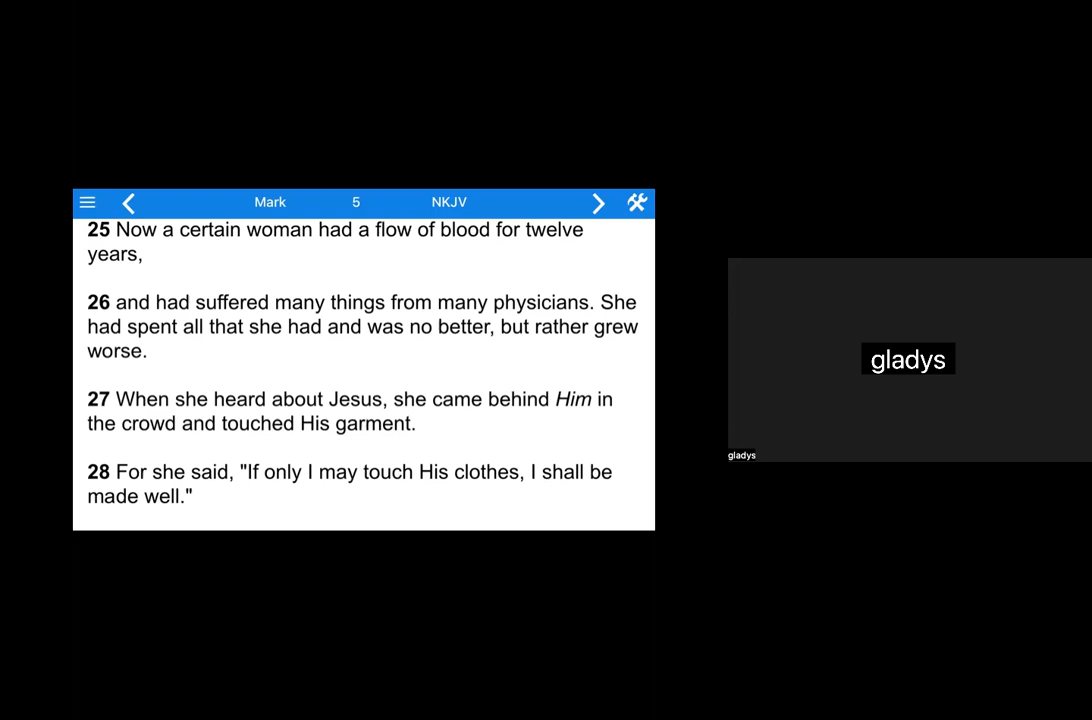 Mark 5 NKJV
25 Now a certain woman had a flow of blood for twelve
years,
26 and had suffered many things from many physicians. She
had spent all that she had and was no better, but rather grew
worse.
27 When she heard about Jesus, she came behind Him in
the crowd and touched His garment.
28 For she said, "If only I may touch His clothes, I shall be
made well."
gladys
gladys